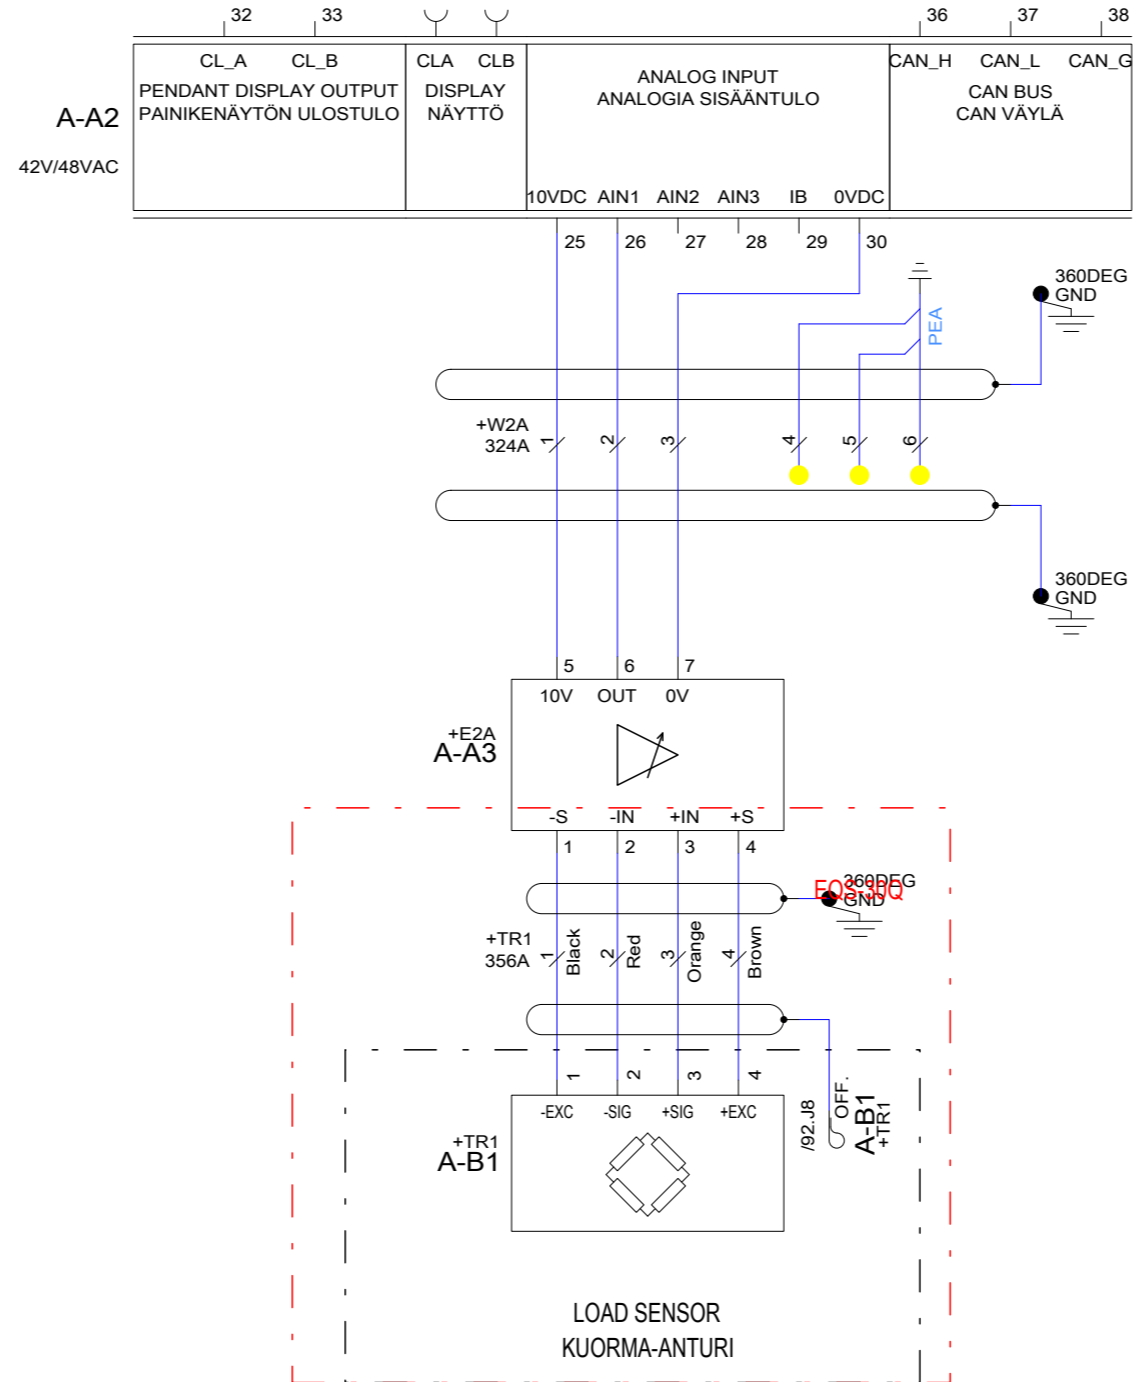 32 33 36 37 38
CL_A CL_B CLA CLB CAN_H CAN_L CAN_G
PENDANT DISPLAY OUTPUT
PAINIKENÄYTÖN ULOSTULO
DISPLAY
NÄYTTÖ
ANALOG INPUT
ANALOGIA SISÄÄNTULO
CAN BUS
CAN VÄYLÄ
A-A2
42V/48VAC
10VDC AIN1 AIN2 AIN3 IB 0VDC
25 26 27 28 29 30
PEA
360DEG
GND
+W2A
324A
1 2 3 4 5 6
360DEG
GND
5 6 7
10V OUT 0V
+E2A
A-A3
-S -IN +IN +S
1 2 3 4
EQS-30Q
360DEG
GND
+TR1
356A
1 Black 2 Red 3 Orange 4 Brown
1 2 3 4
-EXC -SIG +SIG +EXC
+TR1
A-B1
/92.J8
OFF.
A-B1
+TR1
LOAD SENSOR
KUORMA-ANTURI